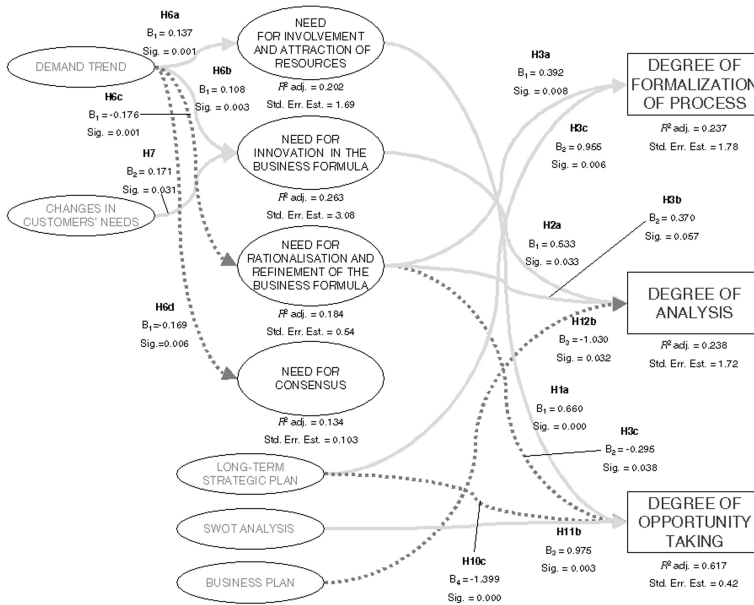 H6a
B₁ = 0.137
Sig. = 0.001
NEED
FOR INVOLVEMENT
AND ATTRACTION OF
RESOURCES
R² adj. = 0.202
Std. Err. Est. = 1.69
DEMAND TREND
H6b
B₁ = 0.108
Sig. = 0.003
H6c
B₁ = -0.176
Sig. = 0.001
H7
B₂ = 0.171
Sig. = 0.031
NEED FOR
INNOVATION IN THE
BUSINESS FORMULA
R² adj. = 0.263
Std. Err. Est. = 3.08
CHANGES IN
CUSTOMERS' NEEDS
NEED FOR
RATIONALISATION AND
REFINEMENT OF THE
BUSINESS FORMULA
R² adj. = 0.184
Std. Err. Est. = 0.54
H6d
B₁=-0.169
Sig.=0.006
NEED FOR
CONSENSUS
R² adj. = 0.134
Std. Err. Est. = 0.103
LONG-TERM
STRATEGIC PLAN
SWOT ANALYSIS
BUSINESS PLAN
H3a
B₁ = 0.392
Sig. = 0.008
H3c
B₂ = 0.955
Sig. = 0.006
H3b
B₂ = 0.370
Sig. = 0.057
H2a
B₁ = 0.533
Sig. = 0.033
H12b
B₃ = -1.030
Sig. = 0.032
H1a
B₁ = 0.660
Sig. = 0.000
H3c
B₂ = -0.295
Sig. = 0.038
H11b
B₃ = 0.975
Sig. = 0.003
H10c
B₄ = -1.399
Sig. = 0.000
DEGREE OF
FORMALIZATION
OF PROCESS
R² adj. = 0.237
Std. Err. Est. = 1.78
DEGREE OF
ANALYSIS
R² adj. = 0.238
Std. Err. Est. = 1.72
DEGREE OF
OPPORTUNITY
TAKING
R² adj. = 0.617
Std. Err. Est. = 0.42